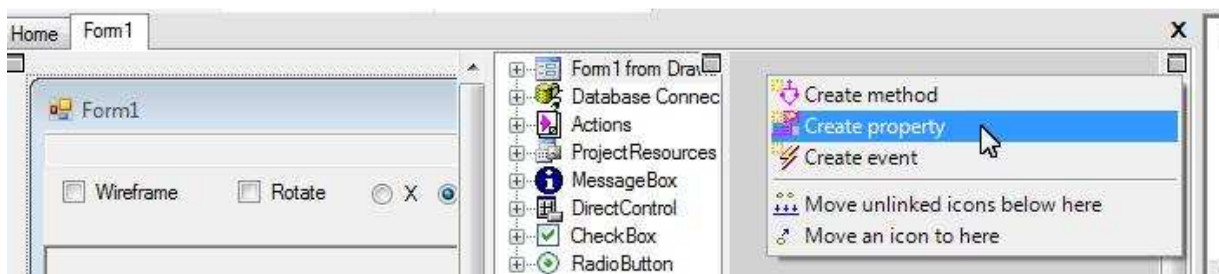 Home Form1 X
Form1
Wireframe Rotate X
Form1 from
Database Connec
Actions
ProjectResources
MessageBox
DirectControl
CheckBox
RadioButton
Create method
Create property
Create event
Move unlinked icons below here
Move an icon to here